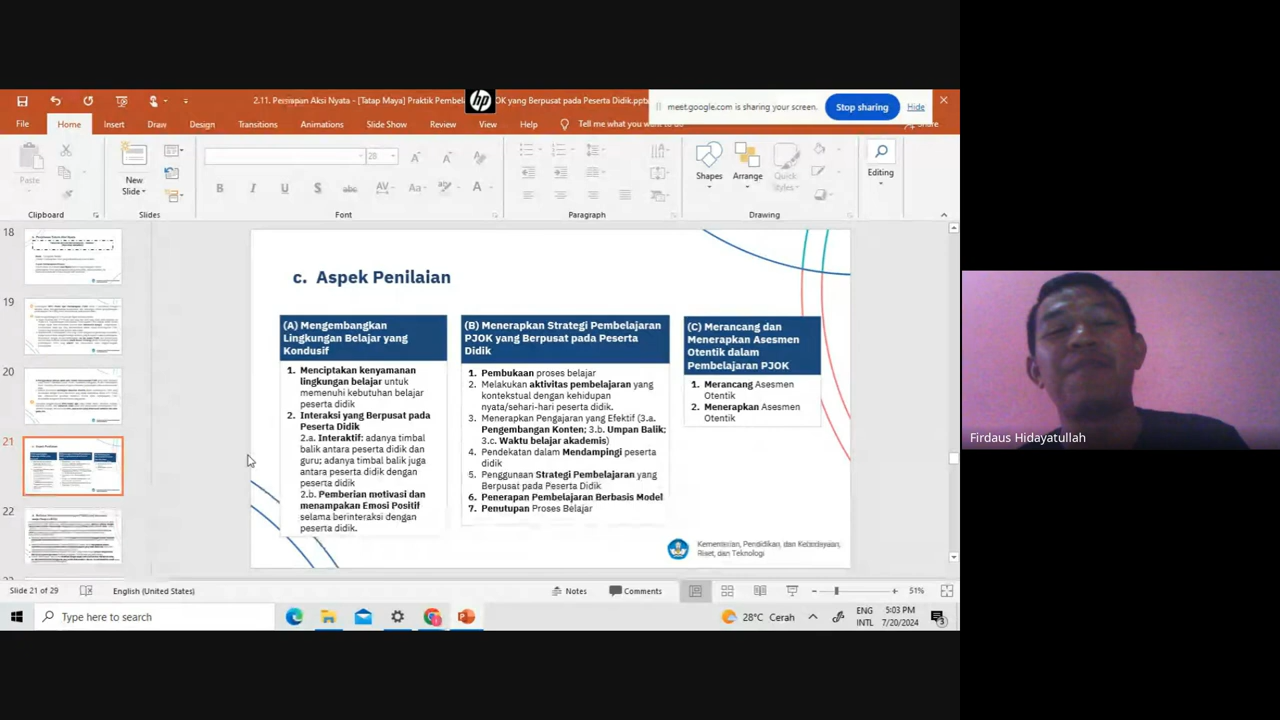 2.11. Persiapan Aksi Nyata - [Tatap Maya] Praktik Pembel
OK yang Berpusat pada Peserta Didik.pptx
hp
meet.google.com is sharing your screen.
Stop sharing
Hide
File
Home
Insert
Draw
Design
Transitions
Animations
Slide Show
Review
View
Help
Tell me what you want to do
Share
Paste
New
Slide
28
Shapes
Arrange
Quick
Styles
Editing
Clipboard
Slides
Font
Paragraph
Drawing
18
19
20
21
22
c. Aspek Penilaian
(A) Mengembangkan
Lingkungan Belajar yang
Kondusif
1. Menciptakan kenyamanan
lingkungan belajar untuk
memenuhi kebutuhan belajar
peserta didik
2. Interaksi yang Berpusat pada
Peserta Didik
2.a. Interaktif: adanya timbal
balik antara peserta didik dan
guru; adanya timbal balik juga
antara peserta didik dengan
peserta didik
2.b. Pemberian motivasi dan
menampakan Emosi Positif
selama berinteraksi dengan
peserta didik.
(B) Menerapkan Strategi Pembelajaran
PJOK yang Berpusat pada Peserta
Didik
1. Pembukaan proses belajar
2. Melakukan aktivitas pembelajaran yang
contekstual dengan kehidupan
nyata/sehari-hari peserta didik.
3. Menerapkan Pengajaran yang Efektif (3.a.
Pengembangan Konten; 3.b. Umpan Balik;
3.c. Waktu belajar akademis)
4. Pendekatan dalam Mendampingi peserta
didik
5. Penggunaan Strategi Pembelajaran yang
Berpusat pada Peserta Didik
6. Penerapan Pembelajaran Berbasis Model
7. Penutupan Proses Belajar
(C) Merancang dan
Menerapkan Asesmen
Otentik dalam
Pembelajaran PJOK
1. Merancang Asesmen
Otentik
2. Menerapkan Asesmen
Otentik
Kementerian, Pendidikan, dan Kebudayaan,
Riset, dan Teknologi
Firdaus Hidayatullah
Slide 21 of 29
English (United States)
Notes
Comments
51%
Type here to search
28°C Cerah
ENG
INTL
5:03 PM
7/20/2024
3